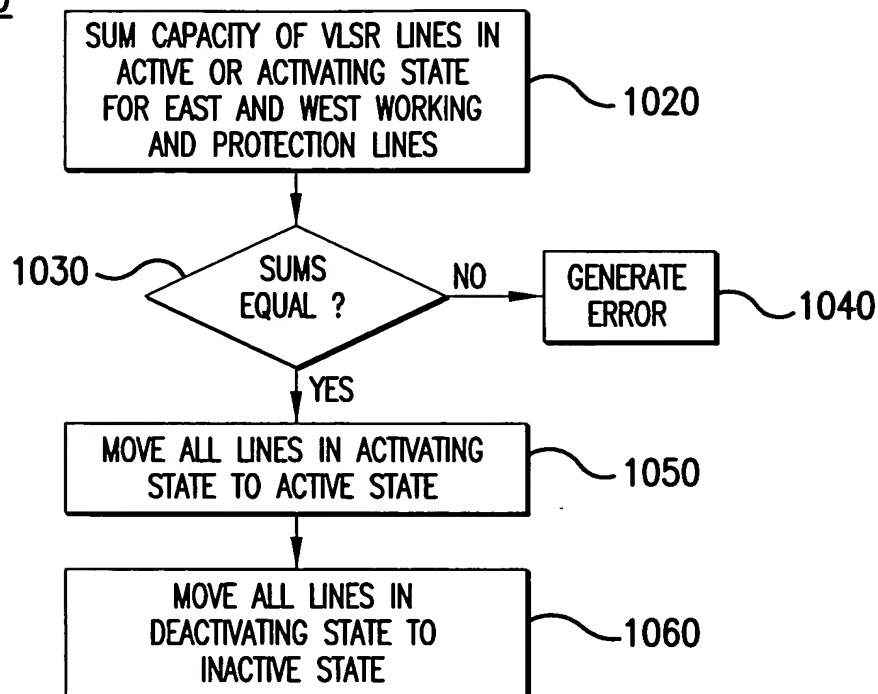 SUM CAPACITY OF VLSR LINES IN
ACTIVE OR ACTIVATING STATE
FOR EAST AND WEST WORKING
AND PROTECTION LINES
1020
1030
SUMS
EQUAL ?
NO
GENERATE
ERROR
1040
YES
MOVE ALL LINES IN ACTIVATING
STATE TO ACTIVE STATE
1050
MOVE ALL LINES IN
DEACTIVATING STATE TO
INACTIVE STATE
1060